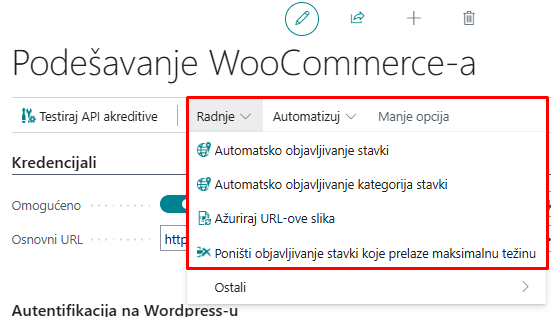 Podešavanje WooCommerce-a
Testiraj API akreditive
Radnje Automatizuj Manje opcija
Automatsko objavljivanje stavki
Kredencijali
Automatsko objavljivanje kategorija stavki
Omogućeno
Ažuriraj URL-ove slika
Osnovni URL
Poništi objavljivanje stavki koje prelaze maksimalnu težinu
Ostali
Autentifikacija na Wordpress-u